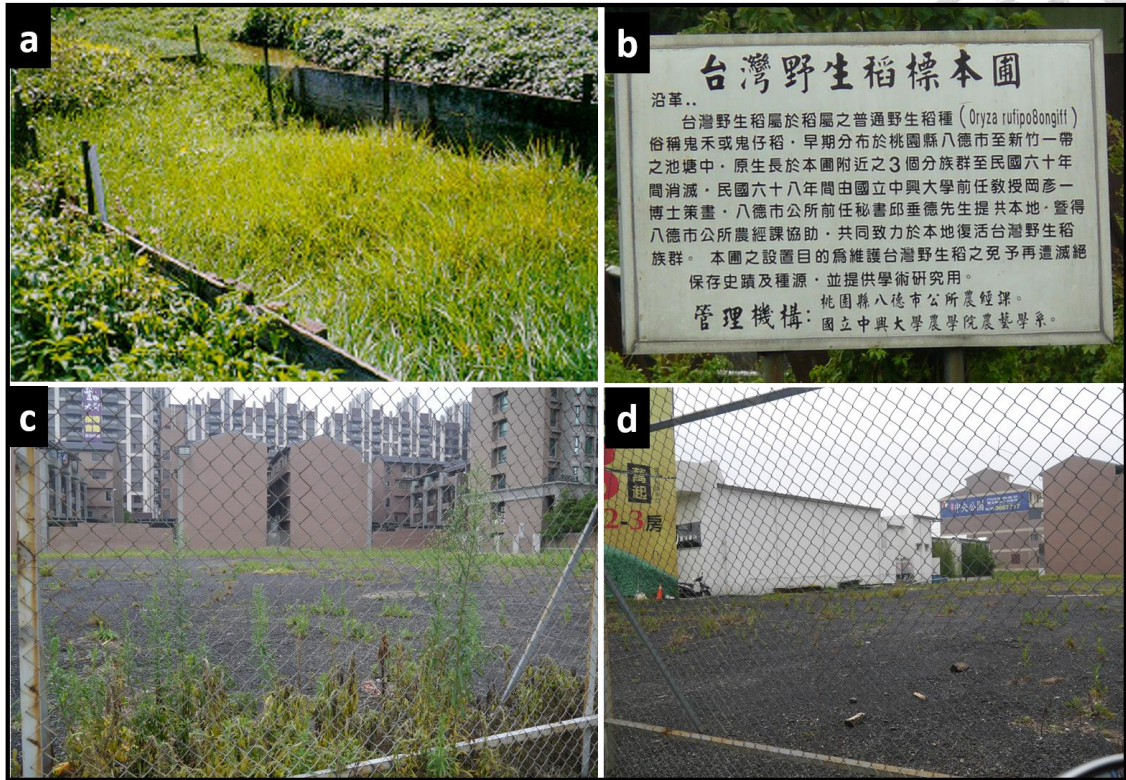 a
b
台灣野生稻標本圃
沿革..
台灣野生稻屬於稻屬之普通野生稻種(Oryza rufipo8ongift)
俗稱鬼禾或鬼仔稻．早期分布於桃園縣八德市至新竹一帶
之池塘中．原生長於本圃附近之3個分族群至民國六十年
間消滅．民國六十八年間由國立中興大學前任教授岡彥一
博士策畫．八德市公所前任秘書邱垂德先生提共本地．暨得
八德市公所農經課協助．共同致力於本地復活台灣野生稻
族群。 本圃之設置目的為維護台灣野生稻之免予再遭滅絕
保存史蹟及種源．並提供學術研究用。
管理機構：桃園縣八德市公所農經課。
國立中興大學農學院農藝學系。
c
d
萬起
2-3房
中央公園